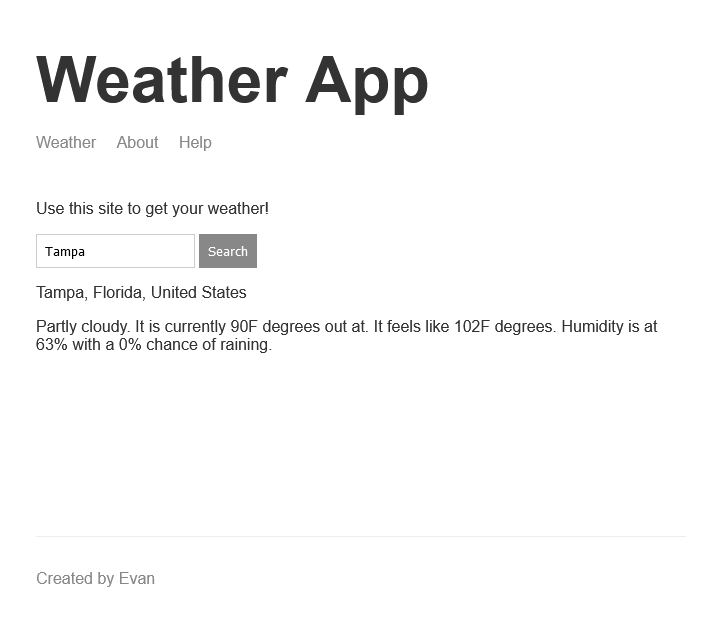 Weather App
Weather About Help
Use this site to get your weather!
Tampa Search
Tampa, Florida, United States
Partly cloudy. It is currently 90F degrees out at. It feels like 102F degrees. Humidity is at
63% with a 0% chance of raining.
Created by Evan